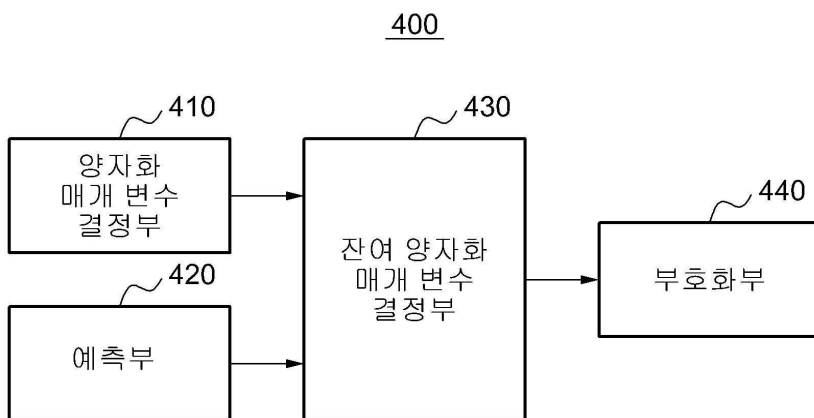 400
410
양자화
매개 변수
결정부
420
예측부
430
잔여 양자화
매개 변수
결정부
440
부호화부